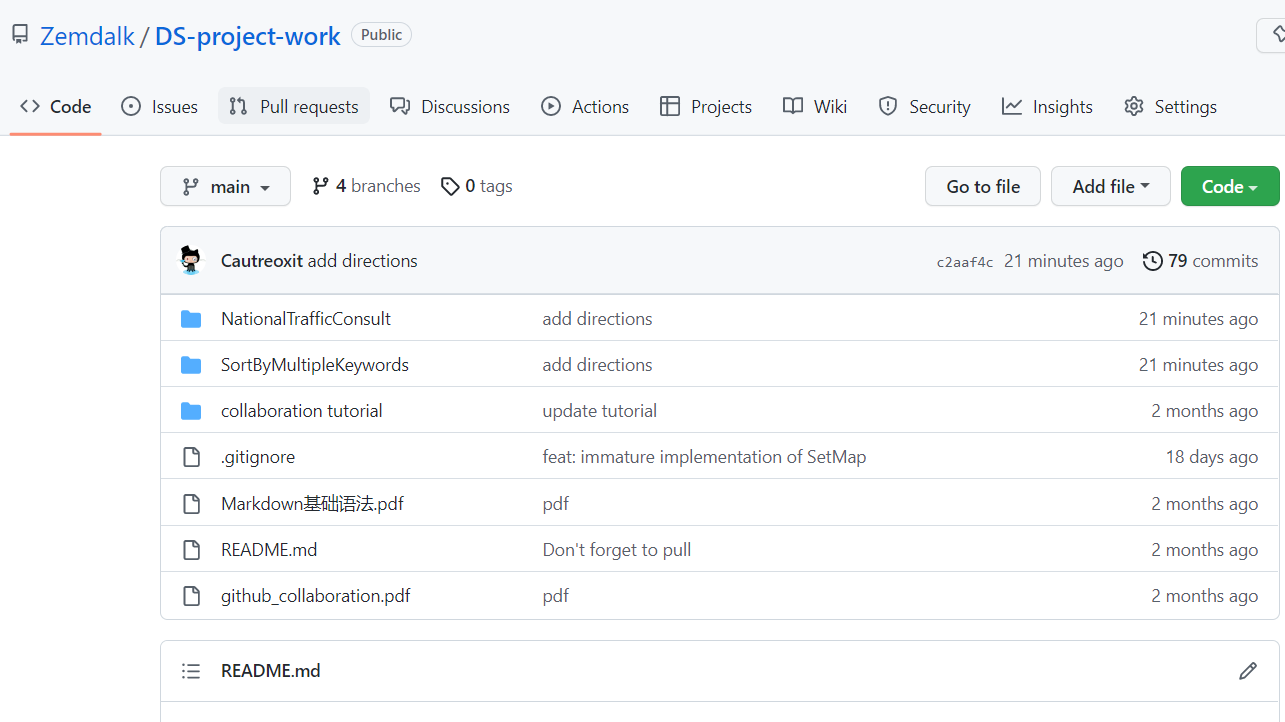 Zemdalk / DS-project-work Public
Code Issues Pull requests Discussions Actions Projects Wiki Security Insights Settings
main 4 branches 0 tags Go to file Add file Code
Cautreoxit add directions c2aaf4c 21 minutes ago 79 commits
NationalTrafficConsult add directions 21 minutes ago
SortByMultipleKeywords add directions 21 minutes ago
collaboration tutorial update tutorial 2 months ago
.gitignore feat: immature implementation of SetMap 18 days ago
Markdown基础语法.pdf pdf 2 months ago
README.md Don't forget to pull 2 months ago
github_collaboration.pdf pdf 2 months ago
README.md